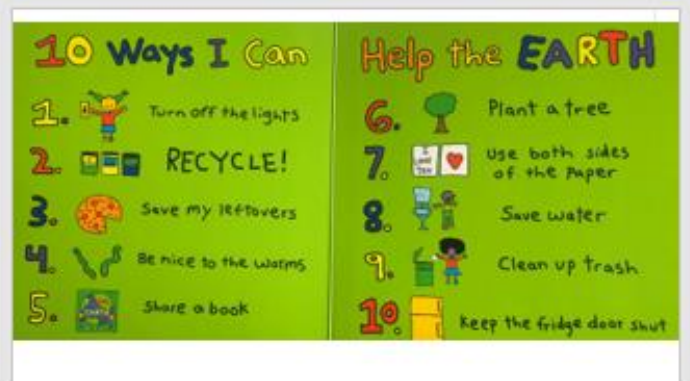 10 Ways I Can
1. Turn off the lights
2. RECYCLE!
3. Save my leftovers
4. Be nice to the worms
5. Share a book
Help the EARTH
6. Plant a tree
7. Use both sides
of the paper
8. Save water
9. Clean up trash
10. Keep the fridge door shut